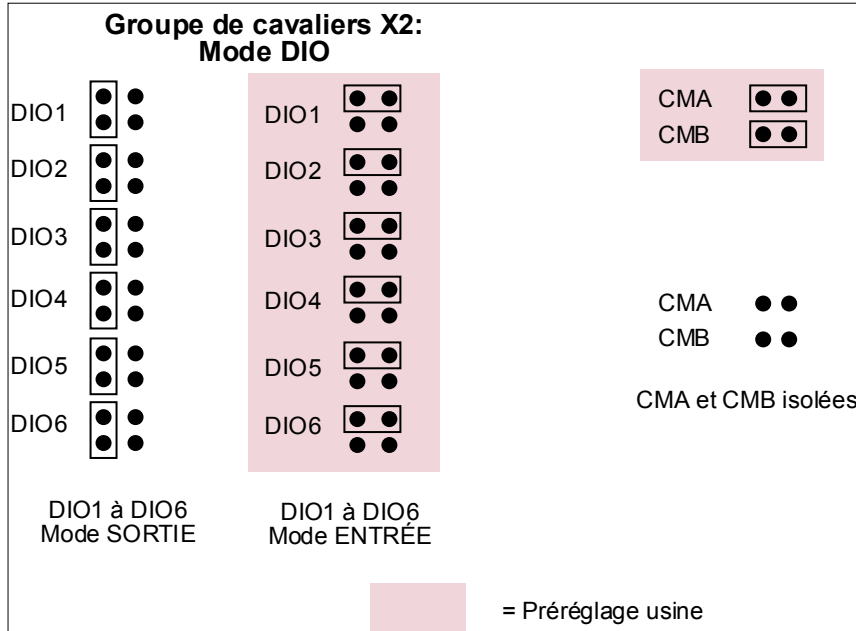 Groupe de cavaliers X2:
Mode DIO
DIO1
DIO2
DIO3
DIO4
DIO5
DIO6
DIO1 à DIO6
Mode SORTIE
DIO1
DIO2
DIO3
DIO4
DIO5
DIO6
DIO1 à DIO6
Mode ENTRÉE
CMA
CMB
CMA
CMB
CMA et CMB isolées
= Préréglage usine